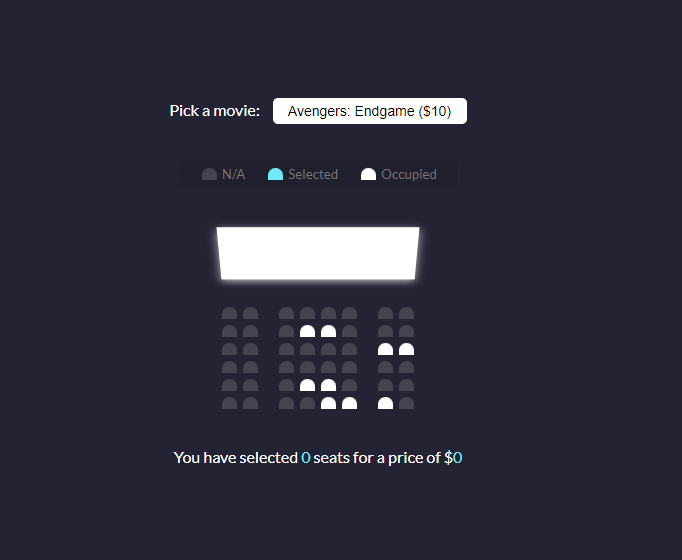 Pick a movie: Avengers: Endgame ($10)
N/A Selected Occupied
You have selected 0 seats for a price of $0